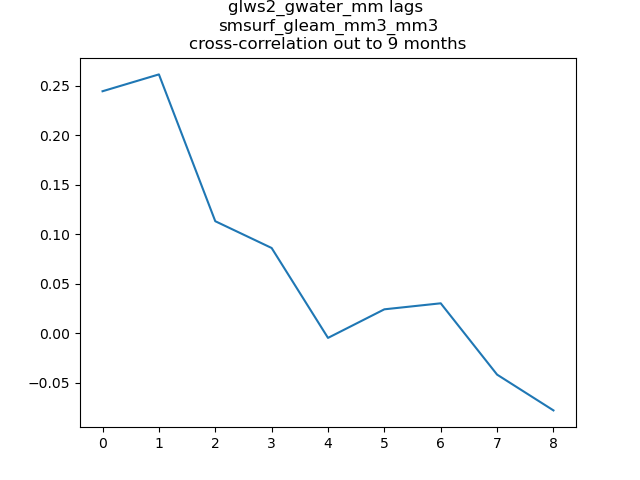 glws2_gwater_mm lags
smsurf_gleam_mm3_mm3
cross-correlation out to 9 months
0.25
0.20
0.15
0.10
0.05
0.00
−0.05
0 1 2 3 4 5 6 7 8